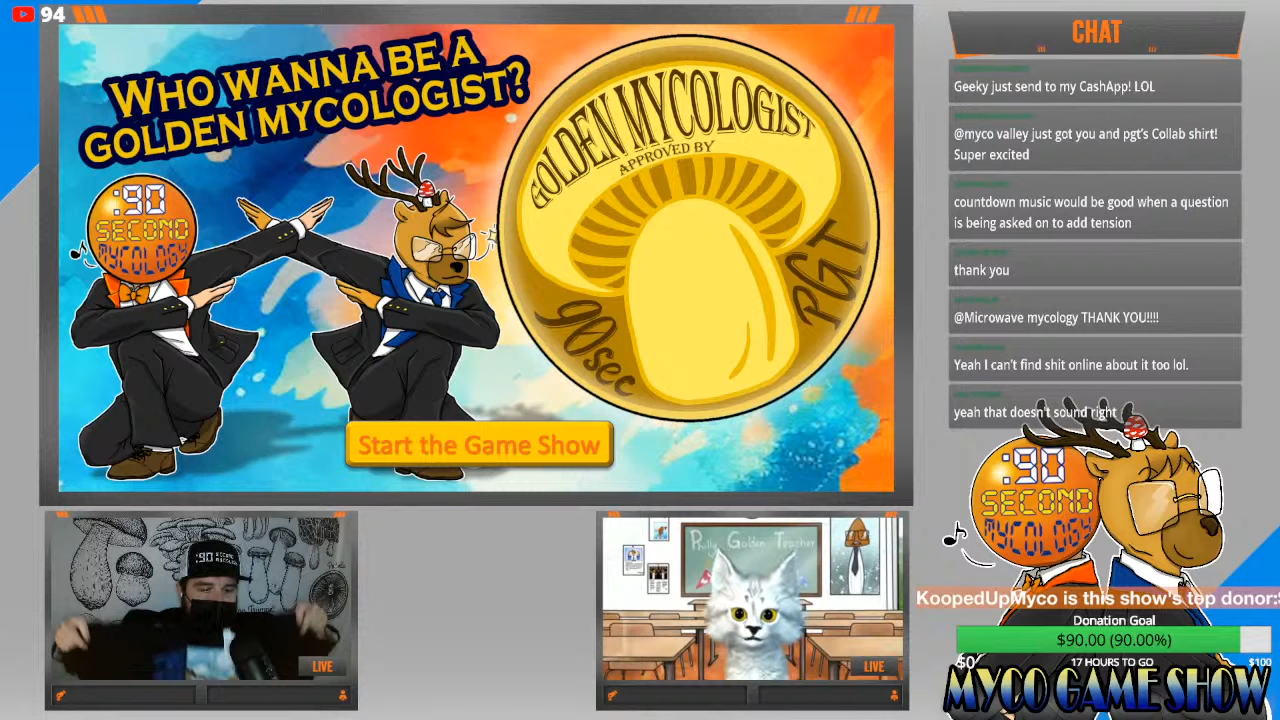 94
WHO WANNA BE A
GOLDEN MYCOLOGIST?
:90
SECOND
MYCOLOGY
GOLDEN MYCOLOGIST
APPROVED BY
90sec
PGT
Start the Game Show
CHAT
Geeky just send to my CashApp! LOL
@myco valley just got you and pgt's Collab shirt!
Super excited
countdown music would be good when a question
is being asked on to add tension
thank you
@Microwave mycology THANK YOU!!!!
Yeah I can't find shit online about it too lol.
yeah that doesn't sound right
:90
SECOND
MYCOLOGY
KoopedUpMyco is this show's top donor:
Donation Goal
$90.00 (90.00%)
17 HOURS TO GO
$100
MYCO GAME SHOW
:90 SECOND
MYCOLOGY
LIVE
Philly Golden Teacher
LIVE